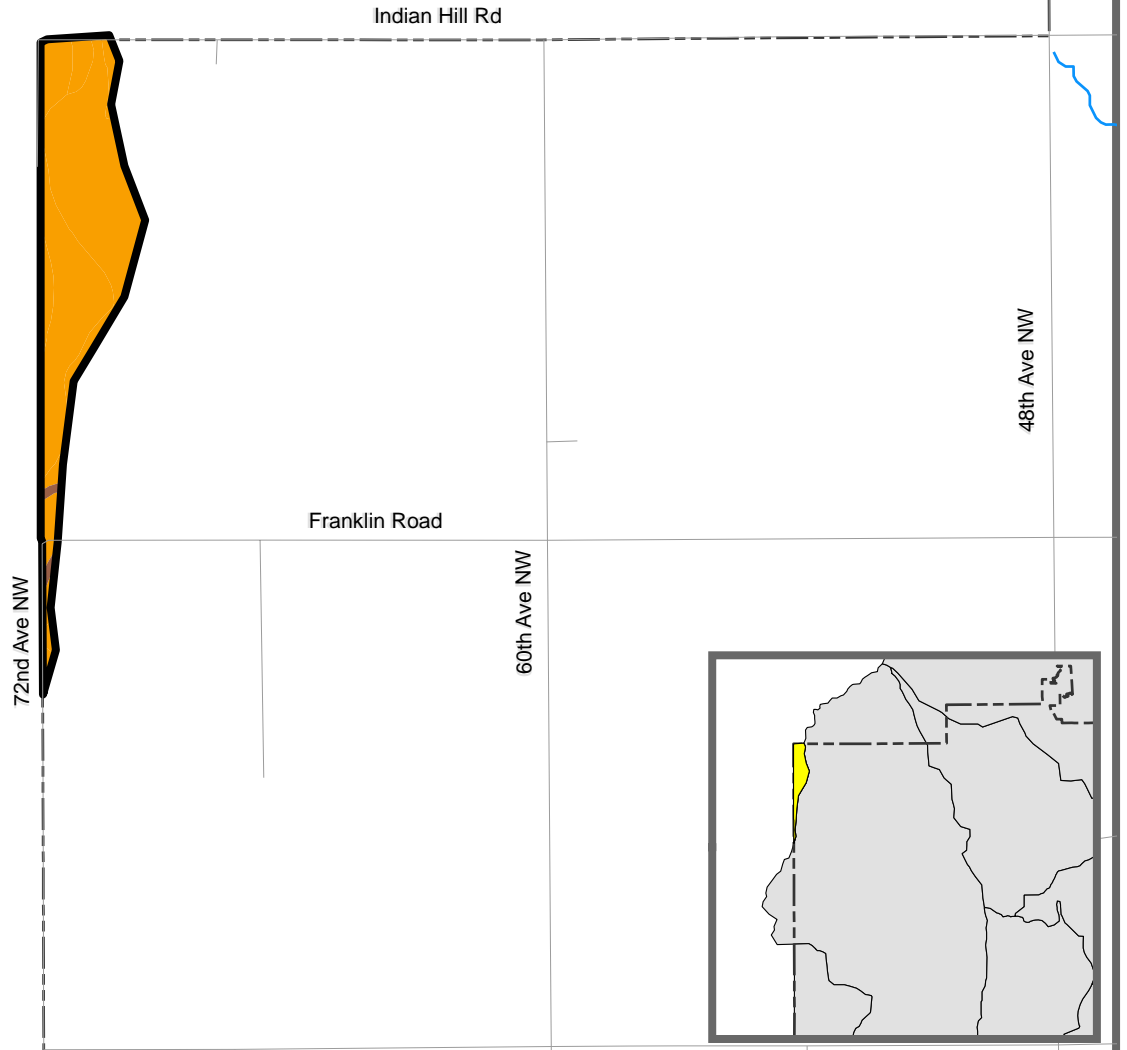 Indian Hill Rd
48th Ave NW
Franklin Road
60th Ave NW
72nd Ave NW